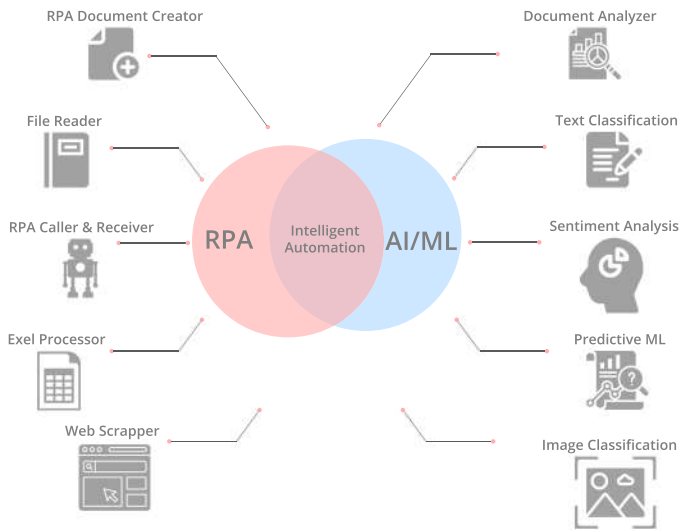 RPA Document Creator
Document Analyzer
File Reader
Text Classification
RPA Caller & Receiver
Sentiment Analysis
RPA
Intelligent
Automation
AI/ML
Exel Processor
Predictive ML
?
Web Scrapper
Image Classification